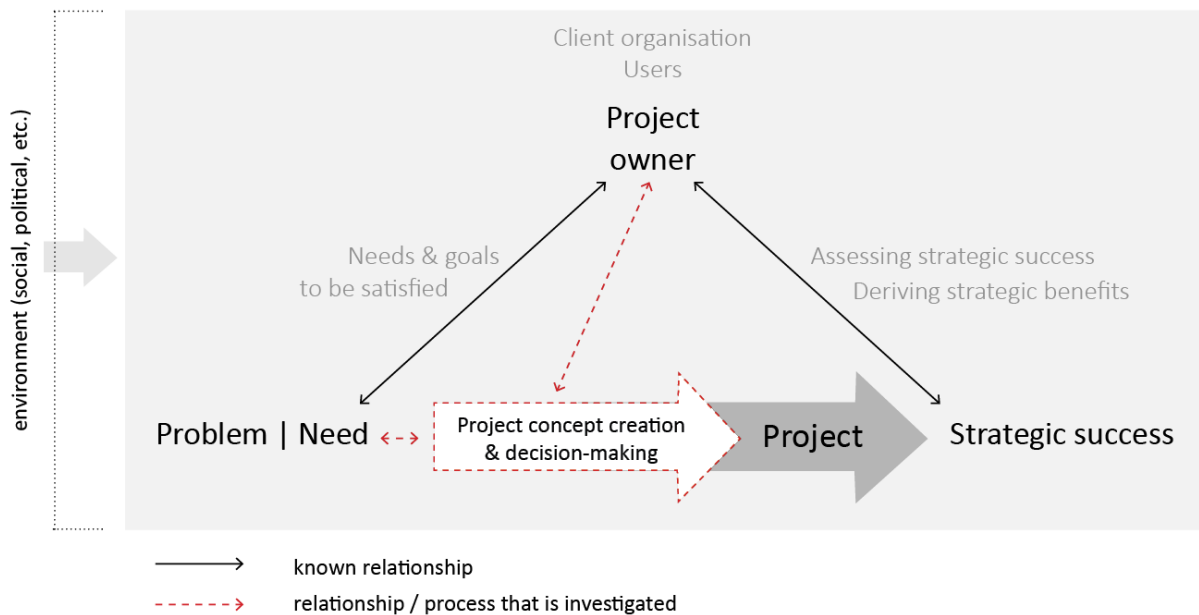 environment (social, political, etc.)
Client organisation
Users
Project
owner
Needs & goals
to be satisfied
Assessing strategic success
Deriving strategic benefits
Problem | Need
Project concept creation
& decision-making
Project
Strategic success
known relationship
relationship / process that is investigated